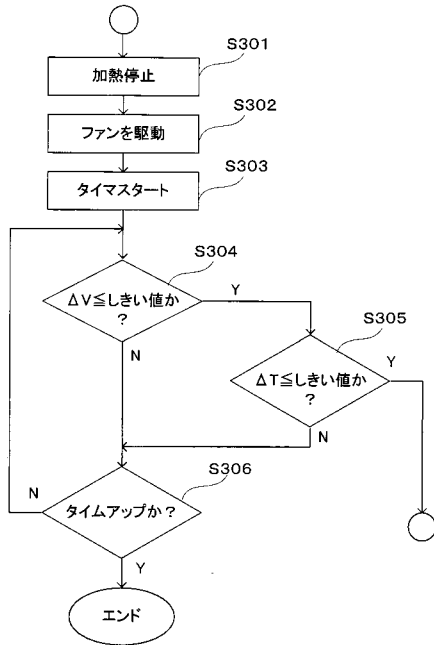 S301
加熱停止
S302
ファンを駆動
S303
タイマスタート
S304
ΔV≦しきい値か
?
Y
N
S305
ΔT≦しきい値か
?
Y
N
S306
タイムアップか?
N
Y
エンド